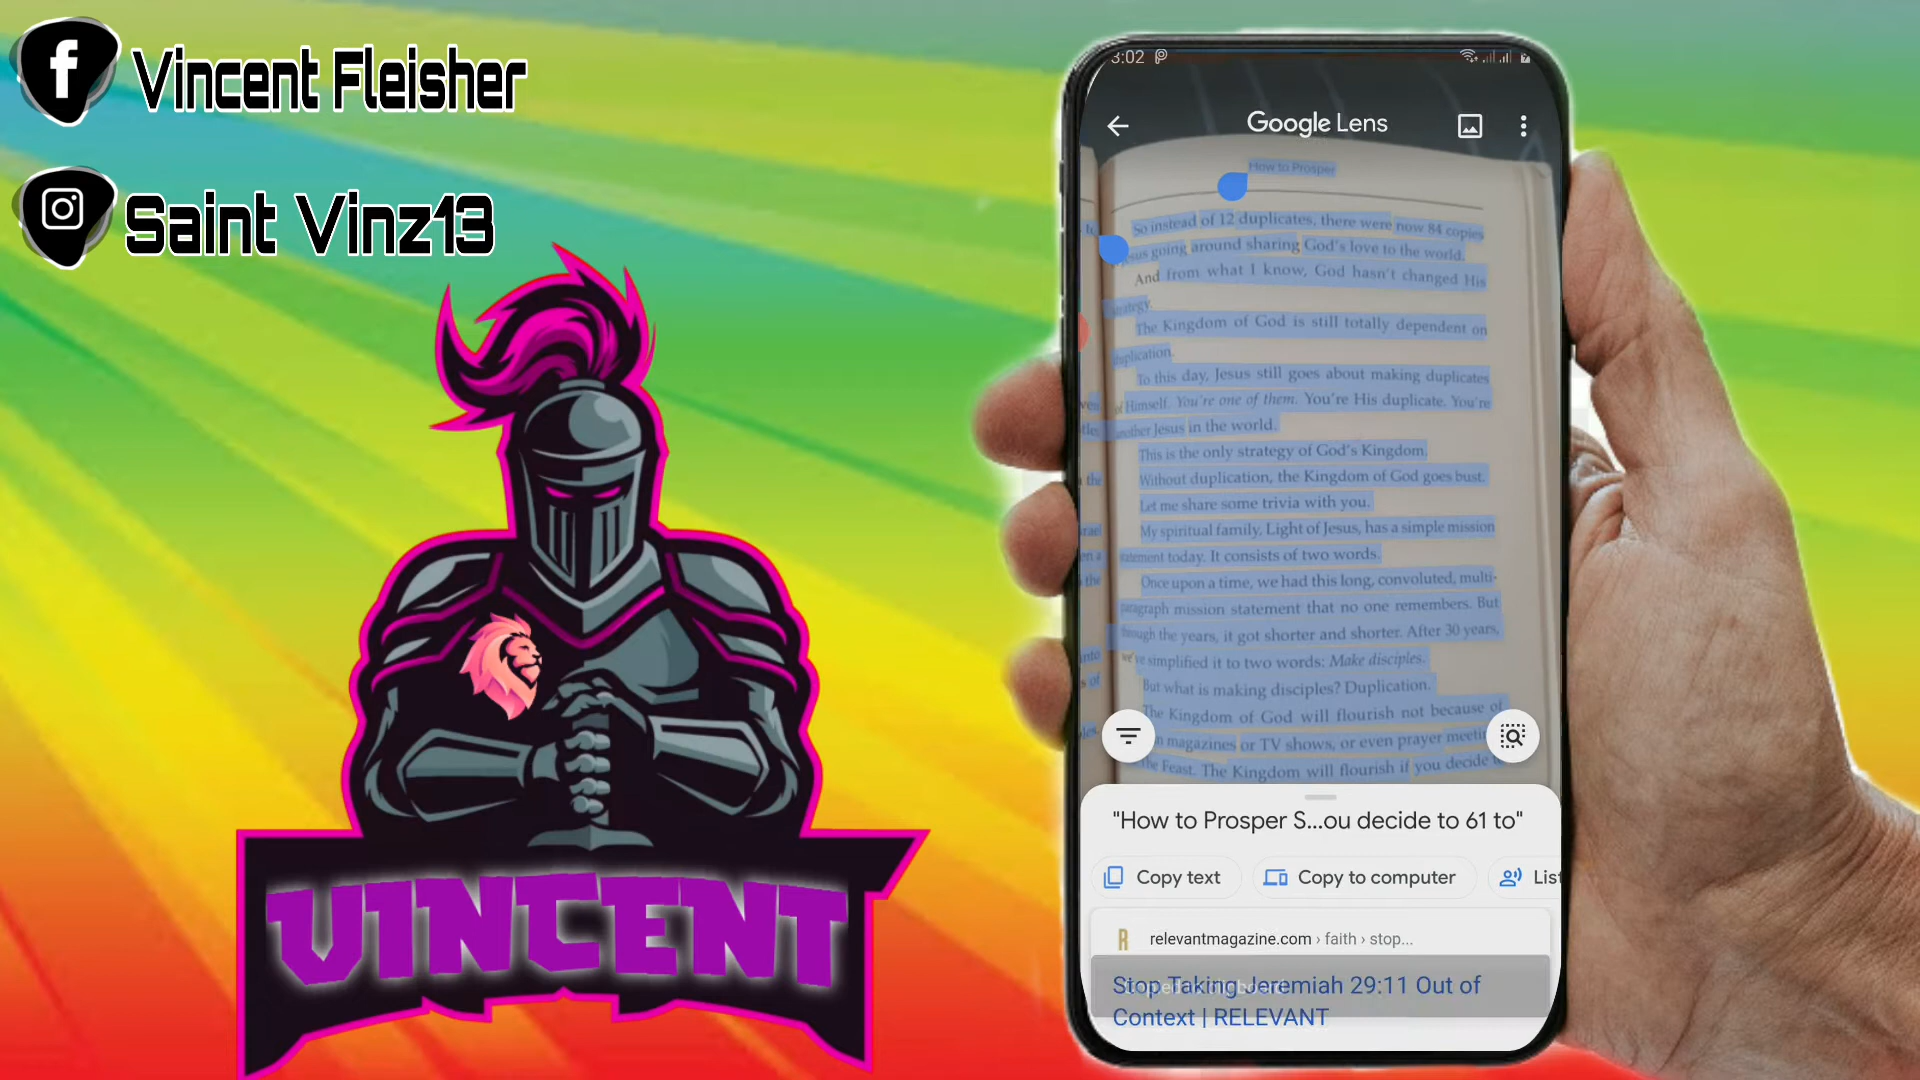 Vincent Fleisher
Saint Vinz13
VINCENT
3:02
Google Lens
How to Prosper
So instead of 12 duplicates, there were now 84 copies
going around sharing God's love to the world.
And from what I know, God hasn't changed His
strategy.
The Kingdom of God is still totally dependent on
duplication.
To this day, Jesus still goes about making duplicates
of Himself. You're one of them. You're His duplicate. You're
another Jesus in the world.
This is the only strategy of God's Kingdom.
Without duplication, the Kingdom of God goes bust.
Let me share some trivia with you.
My spiritual family, Light of Jesus, has a simple mission
statement today. It consists of two words.
Once upon a time, we had this long, convoluted, multi-
paragraph mission statement that no one remembers. But
through the years, it got shorter and shorter. After 30 years,
we've simplified it to two words: Make disciples.
But what is making disciples? Duplication.
The Kingdom of God will flourish not because of
magazines or TV shows, or even prayer
the Feast. The Kingdom will flourish if you decide
"How to Prosper S...ou decide to 61 to"
Copy text
Copy to computer
List
relevantmagazine.com › faith › stop...
Stop Taking Jeremiah 29:11 Out of
Context | RELEVANT